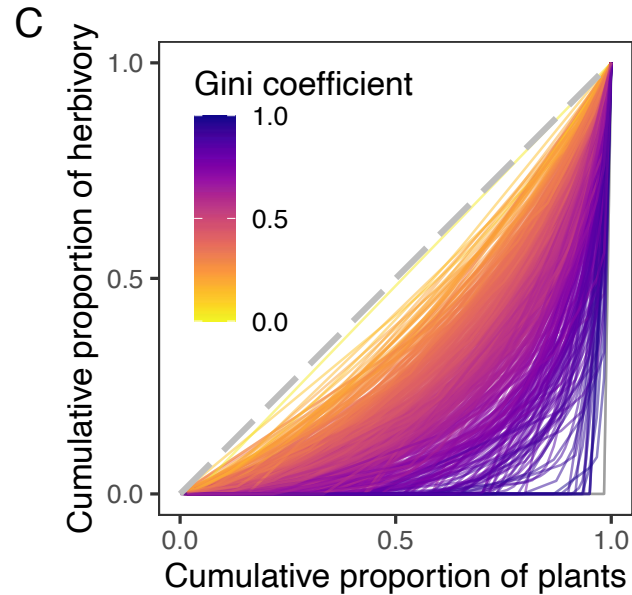 C
Cumulative proportion of herbivory
1.0
0.5
0.0
Gini coefficient
1.0
0.5
0.0
0.0
0.5
1.0
Cumulative proportion of plants